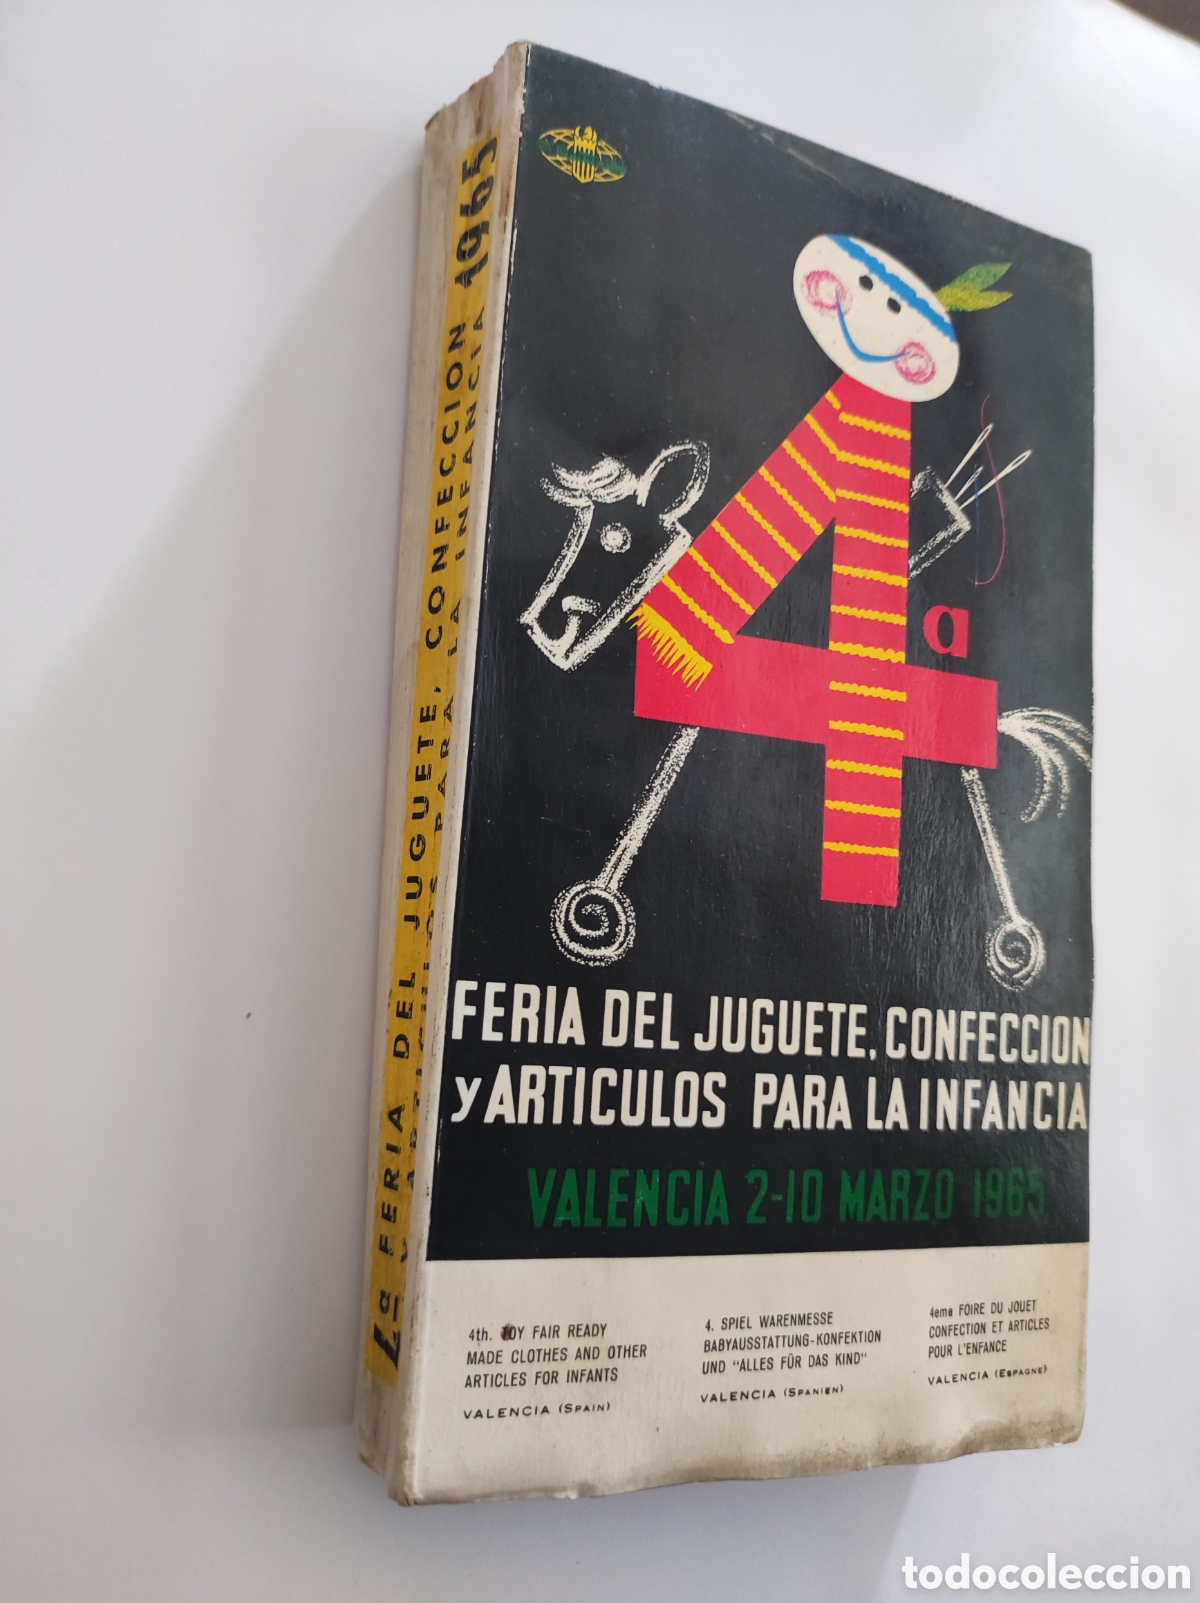 4ª FERIA DEL JUGUETE, CONFECCION
Y ARTICULOS PARA LA INFANCIA 1965
4ª
FERIA DEL JUGUETE, CONFECCION
y ARTICULOS PARA LA INFANCIA
VALENCIA 2-10 MARZO 1965
4th. TOY FAIR READY
MADE CLOTHES AND OTHER
ARTICLES FOR INFANTS
VALENCIA (SPAIN)
4. SPIEL WARENMESSE
BABYAUSSTATTUNG-KONFEKTION
UND "ALLES FÜR DAS KIND"
VALENCIA (SPANIEN)
4eme FOIRE DU JOUET
CONFECTION ET ARTICLES
POUR L'ENFANCE
VALENCIA (ESPAGNE)
todocoleccion